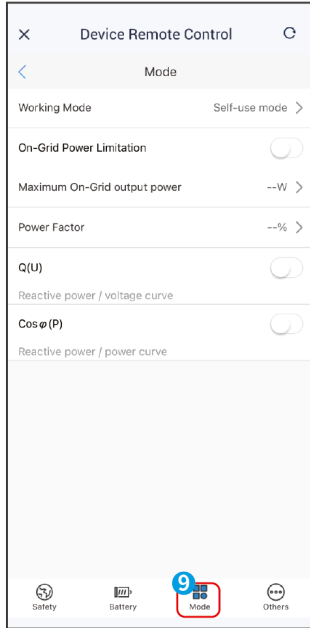 Device Remote Control
Mode
Working Mode Self-use mode
On-Grid Power Limitation
Maximum On-Grid output power --W
Power Factor --%
Q(U)
Reactive power / voltage curve
Cosφ(P)
Reactive power / power curve
9
Safety Battery Mode Others